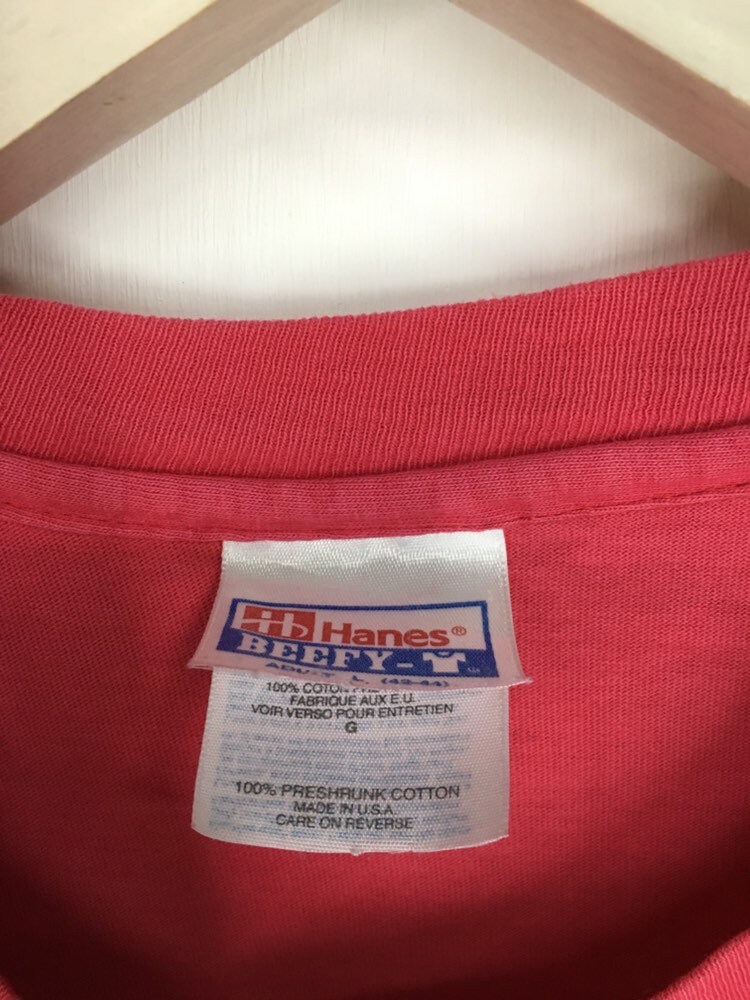 Hanes®
BEEFY-T
ADULT L (42-44)
100% COTON
FABRIQUE AUX E.U.
VOIR VERSO POUR ENTRETIEN
G
100% PRESHRUNK COTTON
MADE IN U.S.A.
CARE ON REVERSE